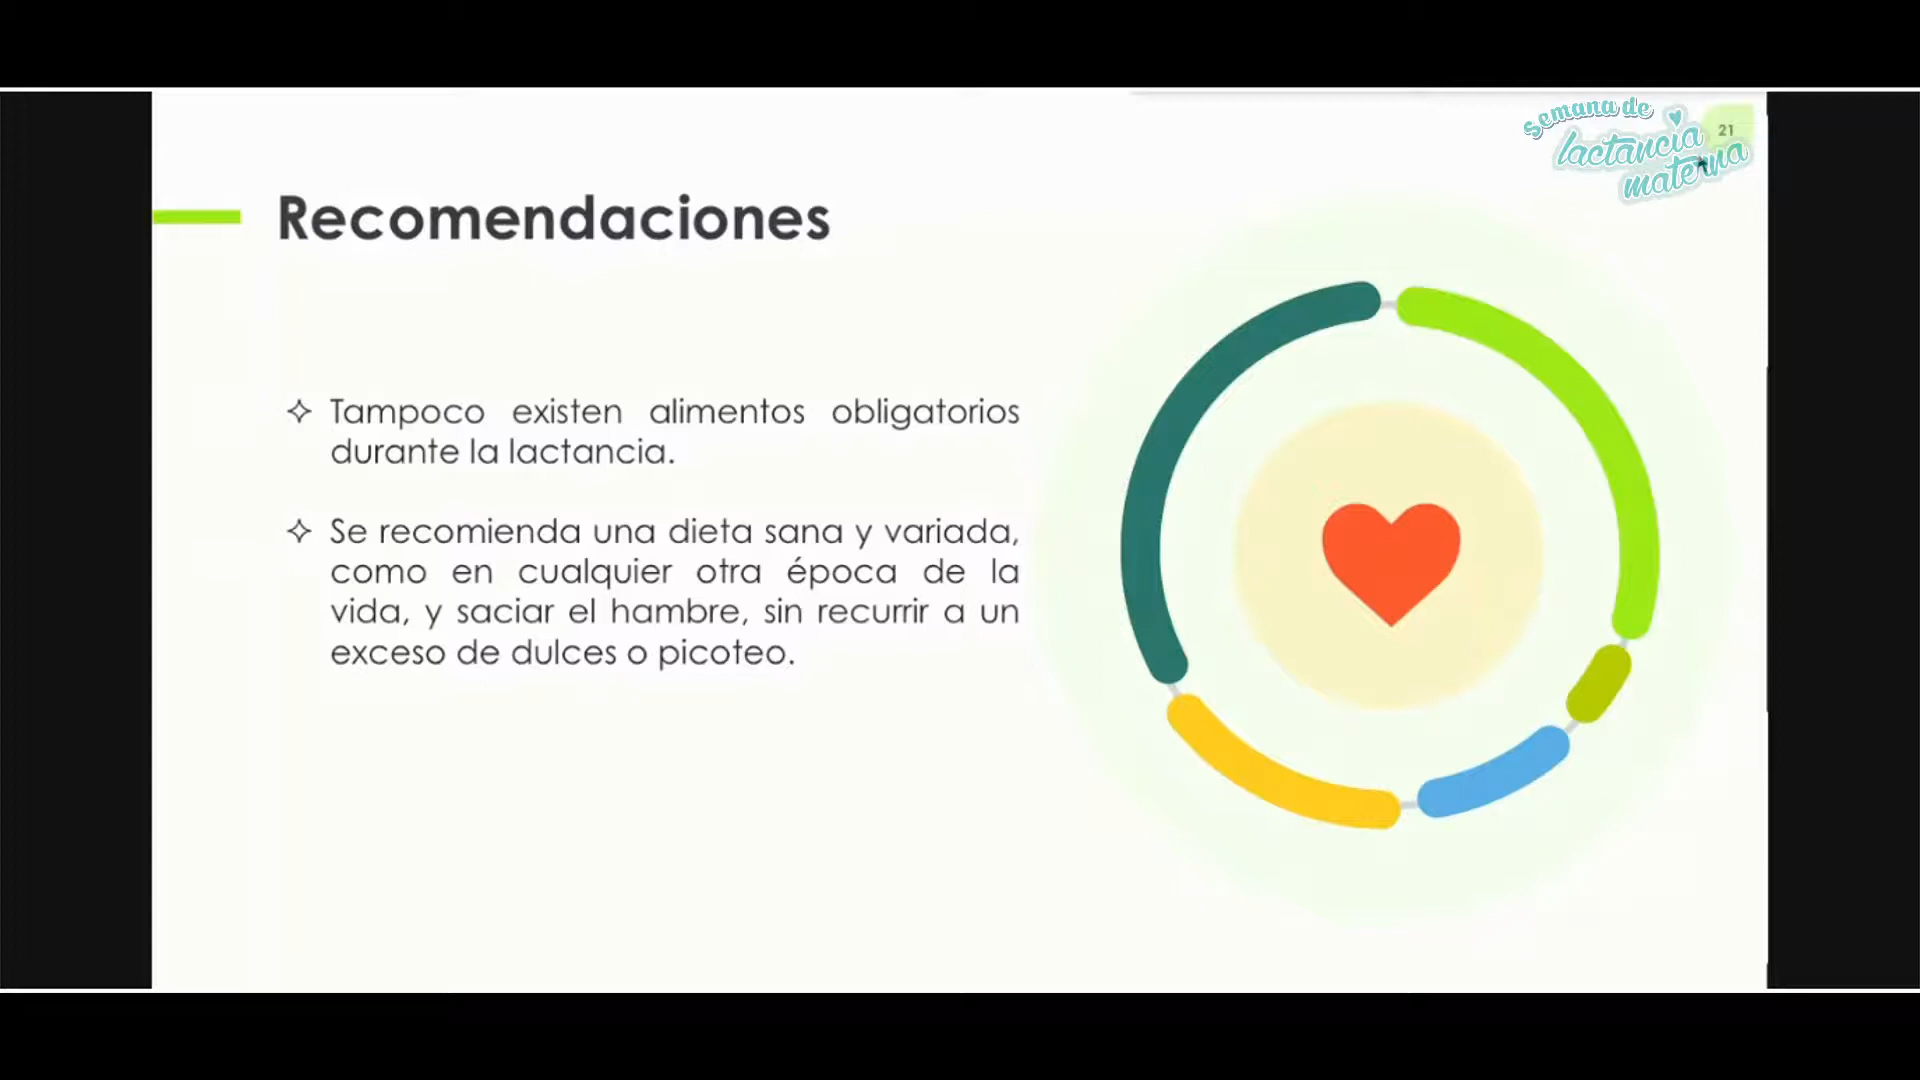 semana de
lactancia
materna
21
Recomendaciones
Tampoco existen alimentos obligatorios
durante la lactancia.
Se recomienda una dieta sana y variada,
como en cualquier otra época de la
vida, y saciar el hambre, sin recurrir a un
exceso de dulces o picoteo.